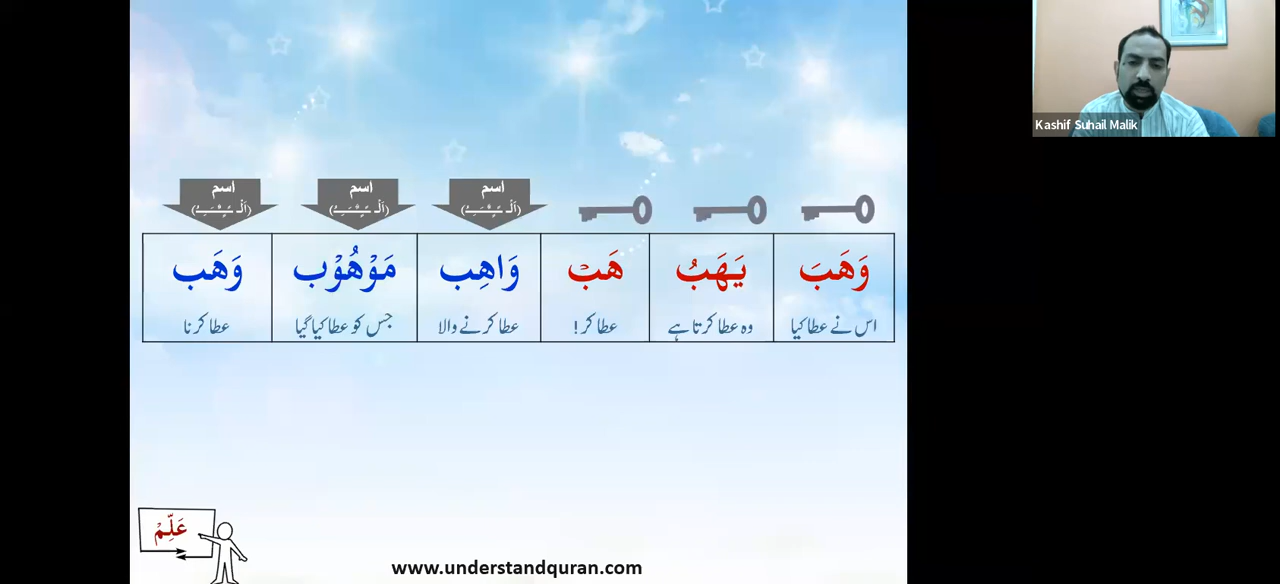 Kashif Suhail Malik
اسم اسم اسم
وَهَبَ يَهَبُ هَبْ وَاهِب مَوْهُوْب وَهَب
اس نے عطا کیا وہ عطا کرتا ہے عطا کر! عطا کرنے والا جس کو عطا کیا گیا عطا کرنا
عَلِّمْ
www.understandquran.com